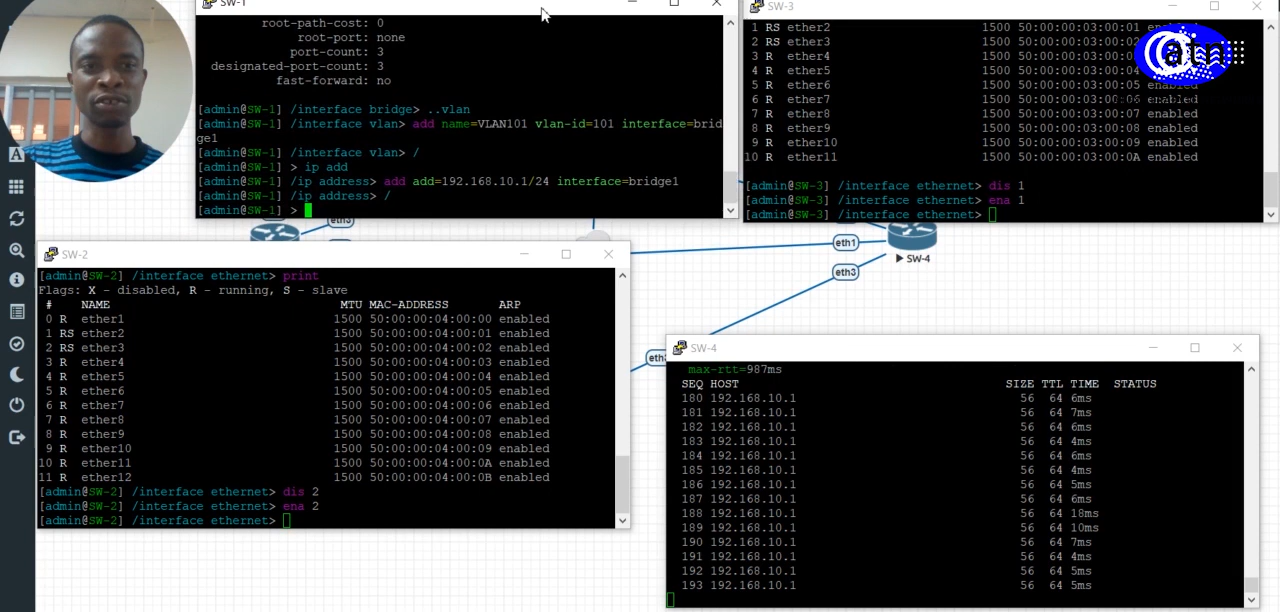 SW-1
root-path-cost: 0
root-port: none
port-count: 3
designated-port-count: 3
fast-forward: no
[admin@SW-1] /interface bridge> ..vlan
[admin@SW-1] /interface vlan> add name=VLAN101 vlan-id=101 interface=brid
ge1
[admin@SW-1] /interface vlan> /
[admin@SW-1] > ip add
[admin@SW-1] /ip address> add add=192.168.10.1/24 interface=bridge1
[admin@SW-1] /ip address> /
[admin@SW-1] >
SW-3
1 RS ether2 1500 50:00:00:03:00:01 enabled
2 RS ether3 1500 50:00:00:03:00:02 enabled
3 R ether4 1500 50:00:00:03:00:03 enabled
4 R ether5 1500 50:00:00:03:00:04 enabled
5 R ether6 1500 50:00:00:03:00:05 enabled
6 R ether7 1500 50:00:00:03:00:06 enabled
7 R ether8 1500 50:00:00:03:00:07 enabled
8 R ether9 1500 50:00:00:03:00:08 enabled
9 R ether10 1500 50:00:00:03:00:09 enabled
10 R ether11 1500 50:00:00:03:00:0A enabled
[admin@SW-3] /interface ethernet> dis 1
[admin@SW-3] /interface ethernet> ena 1
[admin@SW-3] /interface ethernet>
atn
eth3
eth1
SW-4
eth3
eth
SW-2
[admin@SW-2] /interface ethernet> print
Flags: X - disabled, R - running, S - slave
# NAME MTU MAC-ADDRESS ARP
0 R ether1 1500 50:00:00:04:00:00 enabled
1 RS ether2 1500 50:00:00:04:00:01 enabled
2 RS ether3 1500 50:00:00:04:00:02 enabled
3 R ether4 1500 50:00:00:04:00:03 enabled
4 R ether5 1500 50:00:00:04:00:04 enabled
5 R ether6 1500 50:00:00:04:00:05 enabled
6 R ether7 1500 50:00:00:04:00:06 enabled
7 R ether8 1500 50:00:00:04:00:07 enabled
8 R ether9 1500 50:00:00:04:00:08 enabled
9 R ether10 1500 50:00:00:04:00:09 enabled
10 R ether11 1500 50:00:00:04:00:0A enabled
11 R ether12 1500 50:00:00:04:00:0B enabled
[admin@SW-2] /interface ethernet> dis 2
[admin@SW-2] /interface ethernet> ena 2
[admin@SW-2] /interface ethernet>
SW-4
max-rtt=987ms
SEQ HOST SIZE TTL TIME STATUS
180 192.168.10.1 56 64 6ms
181 192.168.10.1 56 64 7ms
182 192.168.10.1 56 64 6ms
183 192.168.10.1 56 64 4ms
184 192.168.10.1 56 64 6ms
185 192.168.10.1 56 64 4ms
186 192.168.10.1 56 64 5ms
187 192.168.10.1 56 64 6ms
188 192.168.10.1 56 64 18ms
189 192.168.10.1 56 64 10ms
190 192.168.10.1 56 64 7ms
191 192.168.10.1 56 64 4ms
192 192.168.10.1 56 64 5ms
193 192.168.10.1 56 64 5ms